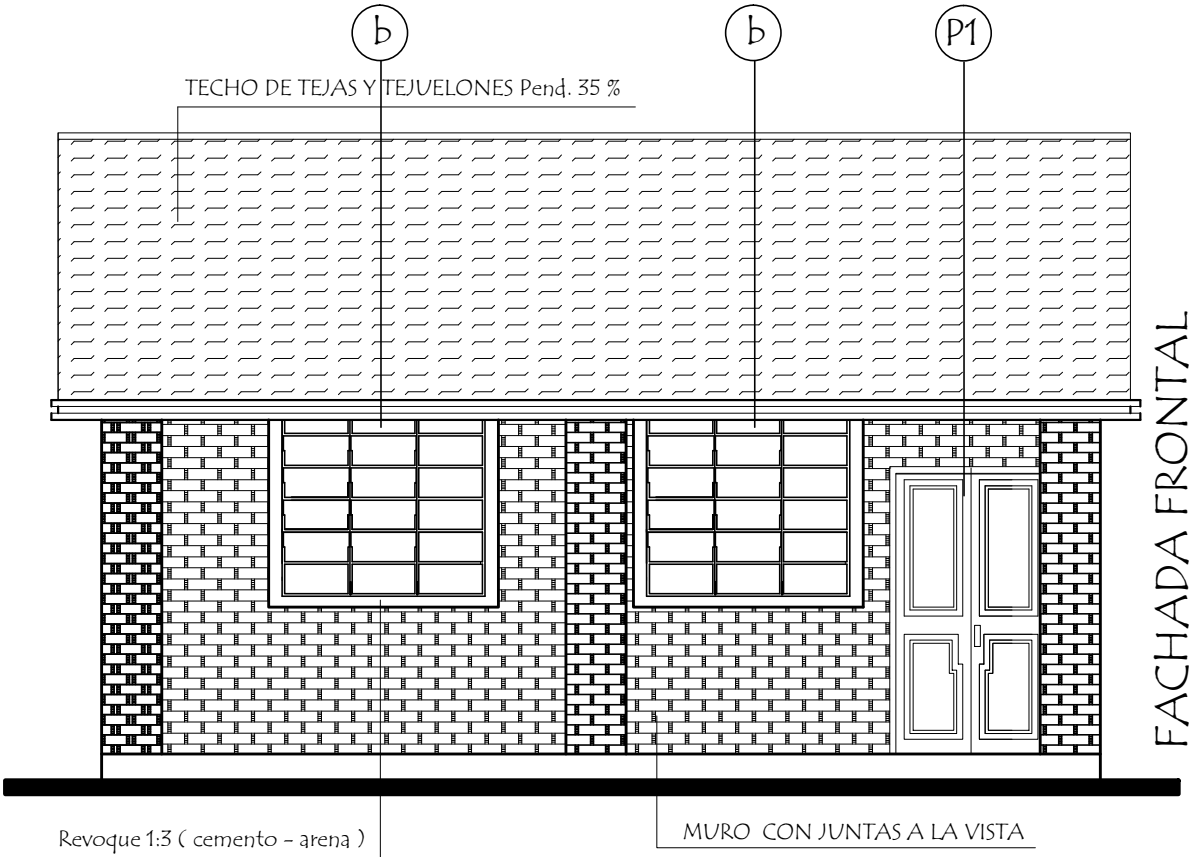 b
b
P1
TECHO DE TEJAS Y TEJUELONES Pend. 35 %
FACHADA FRONTAL
Revoque 1:3 ( cemento - arena )
MURO CON JUNTAS A LA VISTA